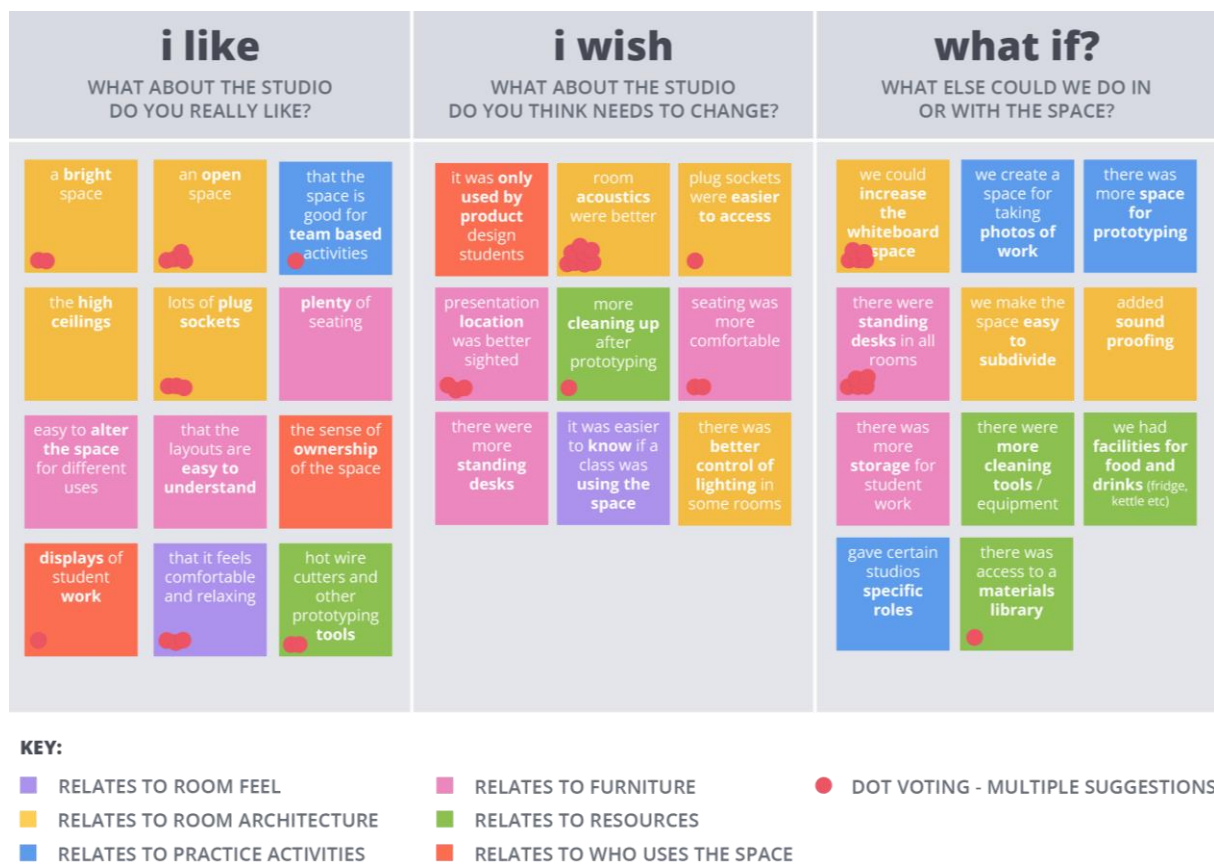 i like
WHAT ABOUT THE STUDIO
DO YOU REALLY LIKE?
i wish
WHAT ABOUT THE STUDIO
DO YOU THINK NEEDS TO CHANGE?
what if?
WHAT ELSE COULD WE DO IN
OR WITH THE SPACE?
a bright
space
an open
space
that the
space is
good for
team based
activities
the high
ceilings
lots of plug
sockets
plenty of
seating
easy to alter
the space
for different
uses
that the
layouts are
easy to
understand
the sense of
ownership
of the space
displays of
student
work
that it feels
comfortable
and relaxing
hot wire
cutters and
other
prototyping
tools
it was only
used by
product
design
students
room
acoustics
were better
plug sockets
were easier
to access
presentation
location
was better
sighted
more
cleaning up
after
prototyping
seating was
more
comfortable
there were
more
standing
desks
it was easier
to know if a
class was
using the
space
there was
better
control of
lighting in
some rooms
we could
increase
the
whiteboard
space
we create a
space for
taking
photos of
work
there was
more space
for
prototyping
there were
standing
desks in all
rooms
we make the
space easy
to
subdivide
added
sound
proofing
there was
more
storage for
student
work
there were
more
cleaning
tools /
equipment
we had
facilities for
food and
drinks (fridge,
kettle etc)
gave certain
studios
specific
roles
there was
access to a
materials
library
KEY:
RELATES TO ROOM FEEL
RELATES TO ROOM ARCHITECTURE
RELATES TO PRACTICE ACTIVITIES
RELATES TO FURNITURE
RELATES TO RESOURCES
RELATES TO WHO USES THE SPACE
DOT VOTING - MULTIPLE SUGGESTIONS